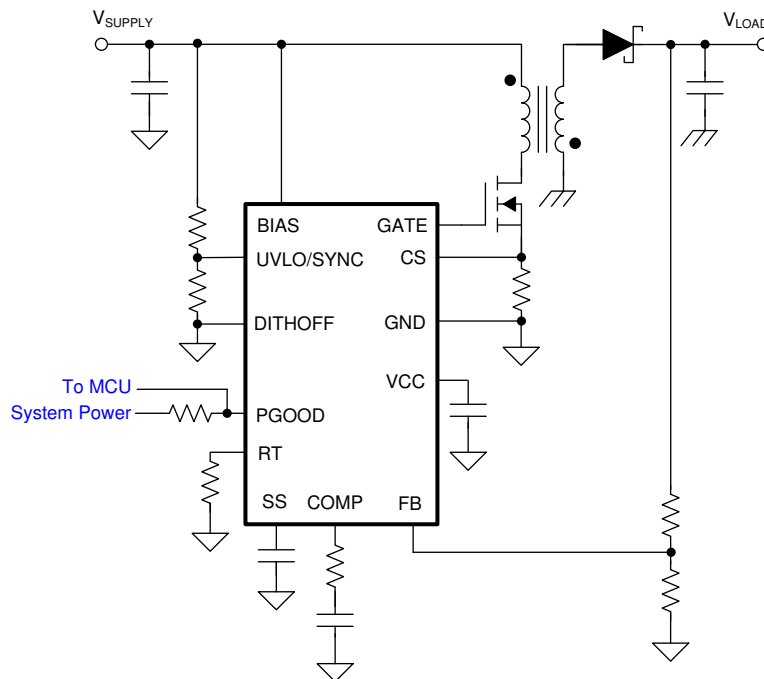 VSUPPLY
VLOAD
BIAS
GATE
UVLO/SYNC
CS
DITHOFF
GND
VCC
To MCU
System Power
PGOOD
RT
SS
COMP
FB